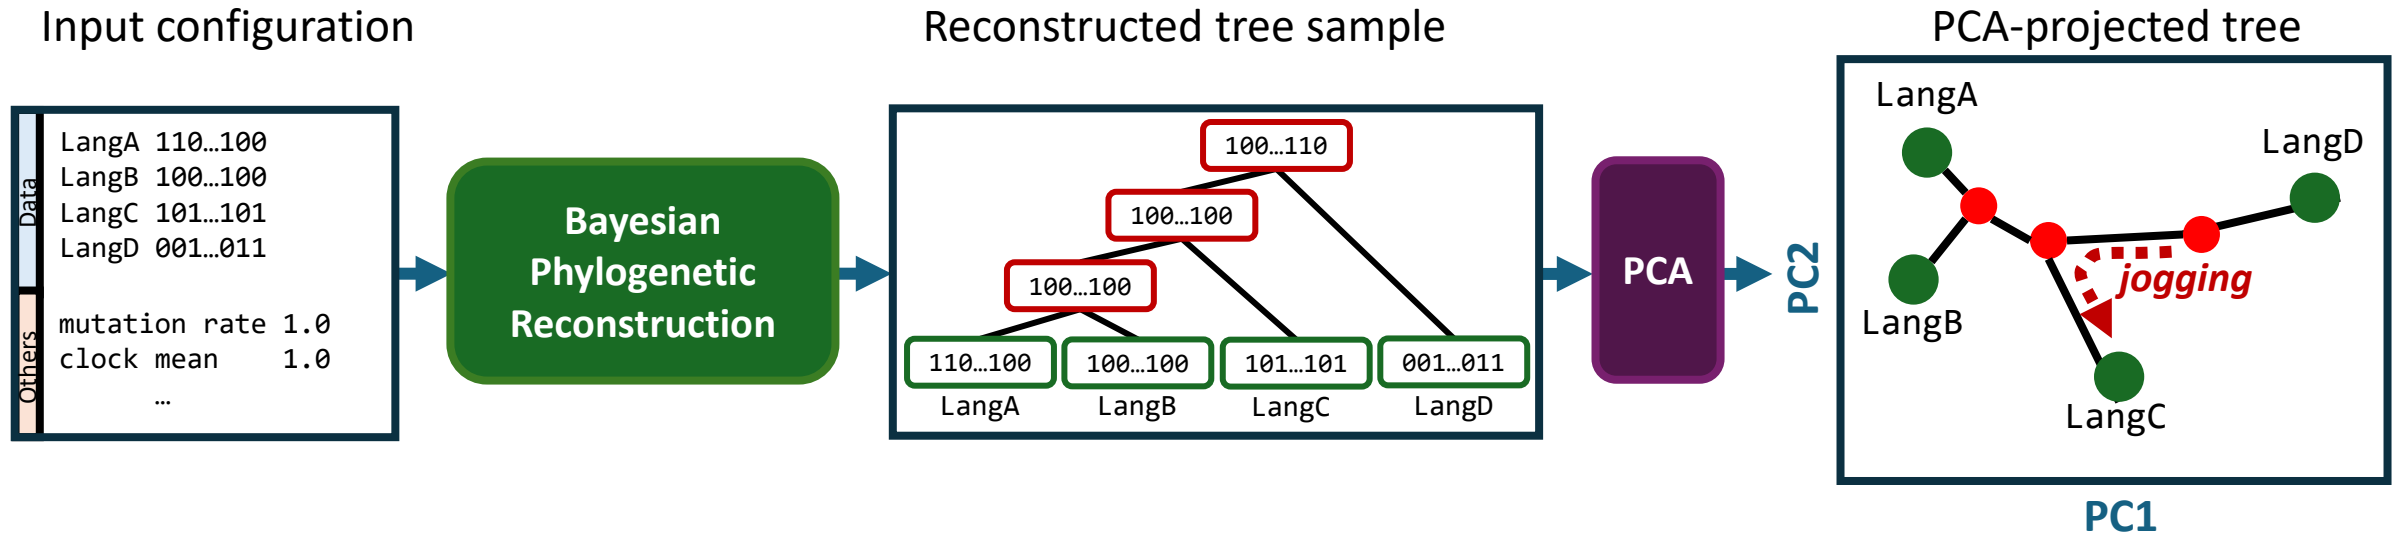 Input configuration
Data
LangA 110…100
LangB 100…100
LangC 101…101
LangD 001…011
Others
mutation rate 1.0
clock mean 1.0
…
Bayesian
Phylogenetic
Reconstruction
Reconstructed tree sample
100…110
100…100
100…100
110…100
100…100
101…101
001…011
LangA
LangB
LangC
LangD
PCA
PCA-projected tree
PC2
LangA
LangD
LangB
jogging
LangC
PC1